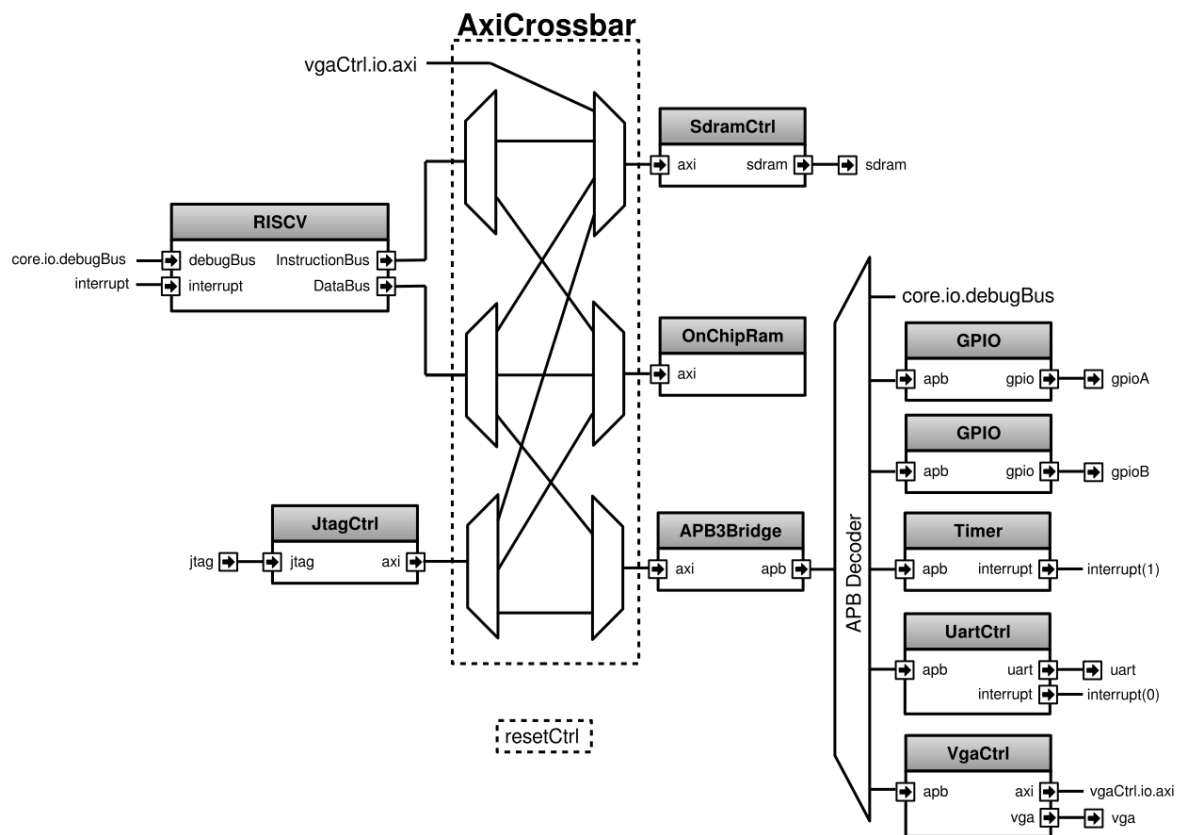 AxiCrossbar
vgaCtrl.io.axi
SdramCtrl
axi sdram sdram
RISCV
core.io.debugBus debugBus InstructionBus
interrupt interrupt DataBus
core.io.debugBus
OnChipRam
axi
GPIO
apb gpio gpioA
GPIO
apb gpio gpioB
JtagCtrl
jtag jtag axi
APB3Bridge
axi apb
APB Decoder
Timer
apb interrupt interrupt(1)
UartCtrl
apb uart uart
interrupt interrupt(0)
resetCtrl
VgaCtrl
apb axi vgaCtrl.io.axi
vga vga